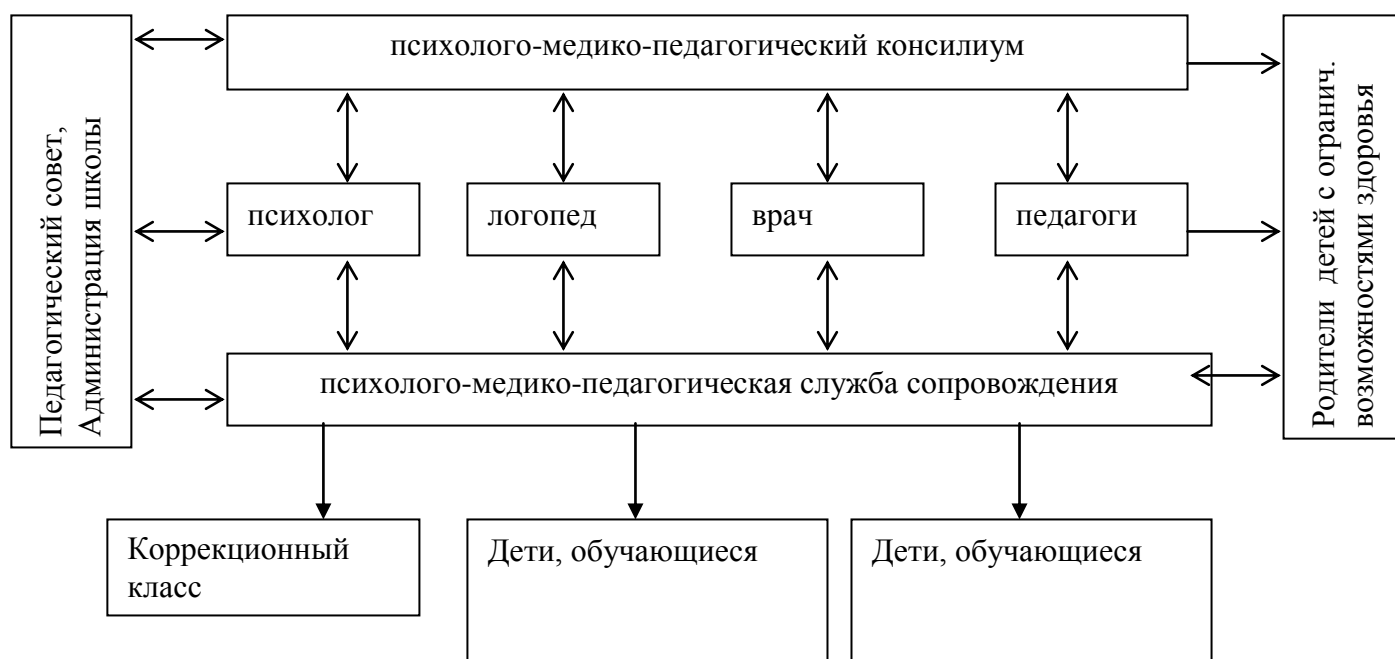 психолого-медико-педагогический консилиум
Педагогический совет,
Администрация школы
Родители детей с огранич.
возможностями здоровья
психолог
логопед
врач
педагоги
психолого-медико-педагогическая служба сопровождения
Коррекционный
класс
Дети, обучающиеся
Дети, обучающиеся